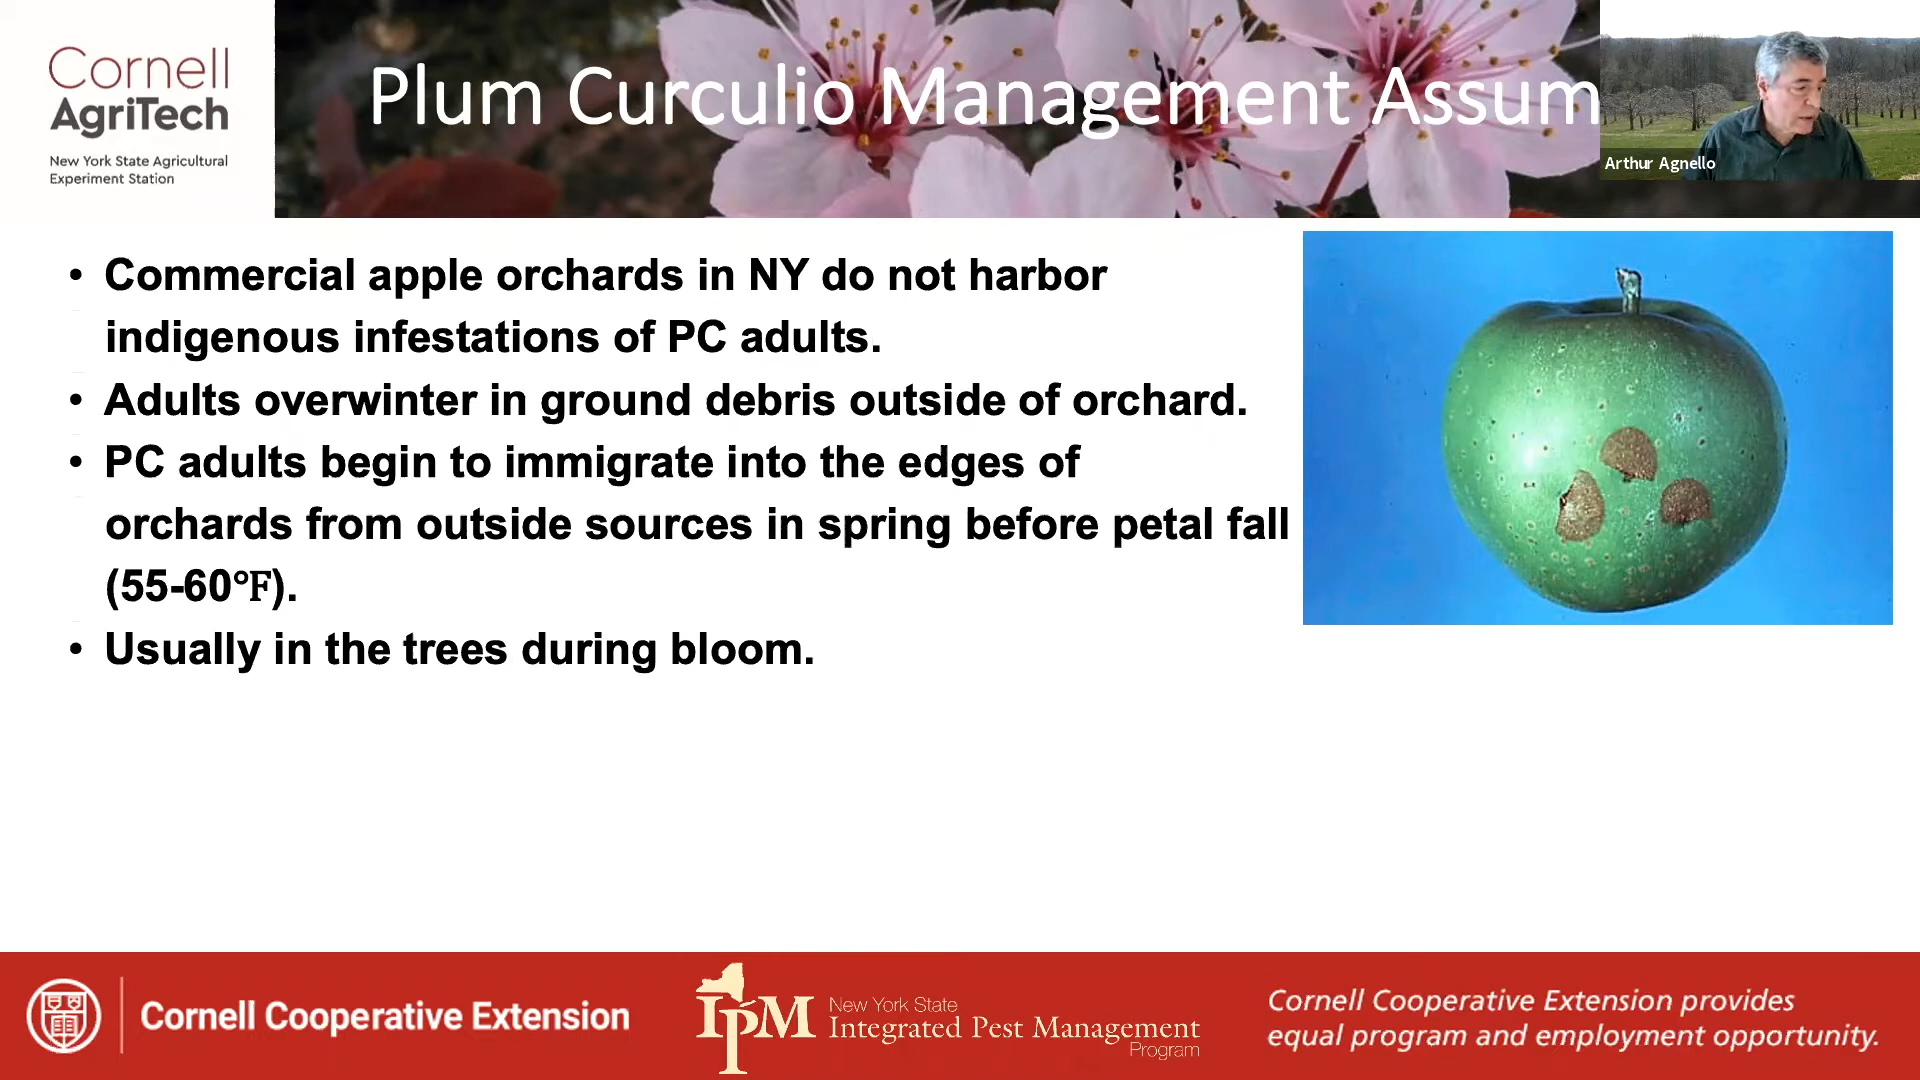 Cornell
AgriTech
New York State Agricultural
Experiment Station
Plum Curculio Management Assum
Arthur Agnello
• Commercial apple orchards in NY do not harbor
indigenous infestations of PC adults.
• Adults overwinter in ground debris outside of orchard.
• PC adults begin to immigrate into the edges of
orchards from outside sources in spring before petal fall
(55-60°F).
• Usually in the trees during bloom.
Cornell Cooperative Extension
IPM
New York State
Integrated Pest Management
Program
Cornell Cooperative Extension provides
equal program and employment opportunity.